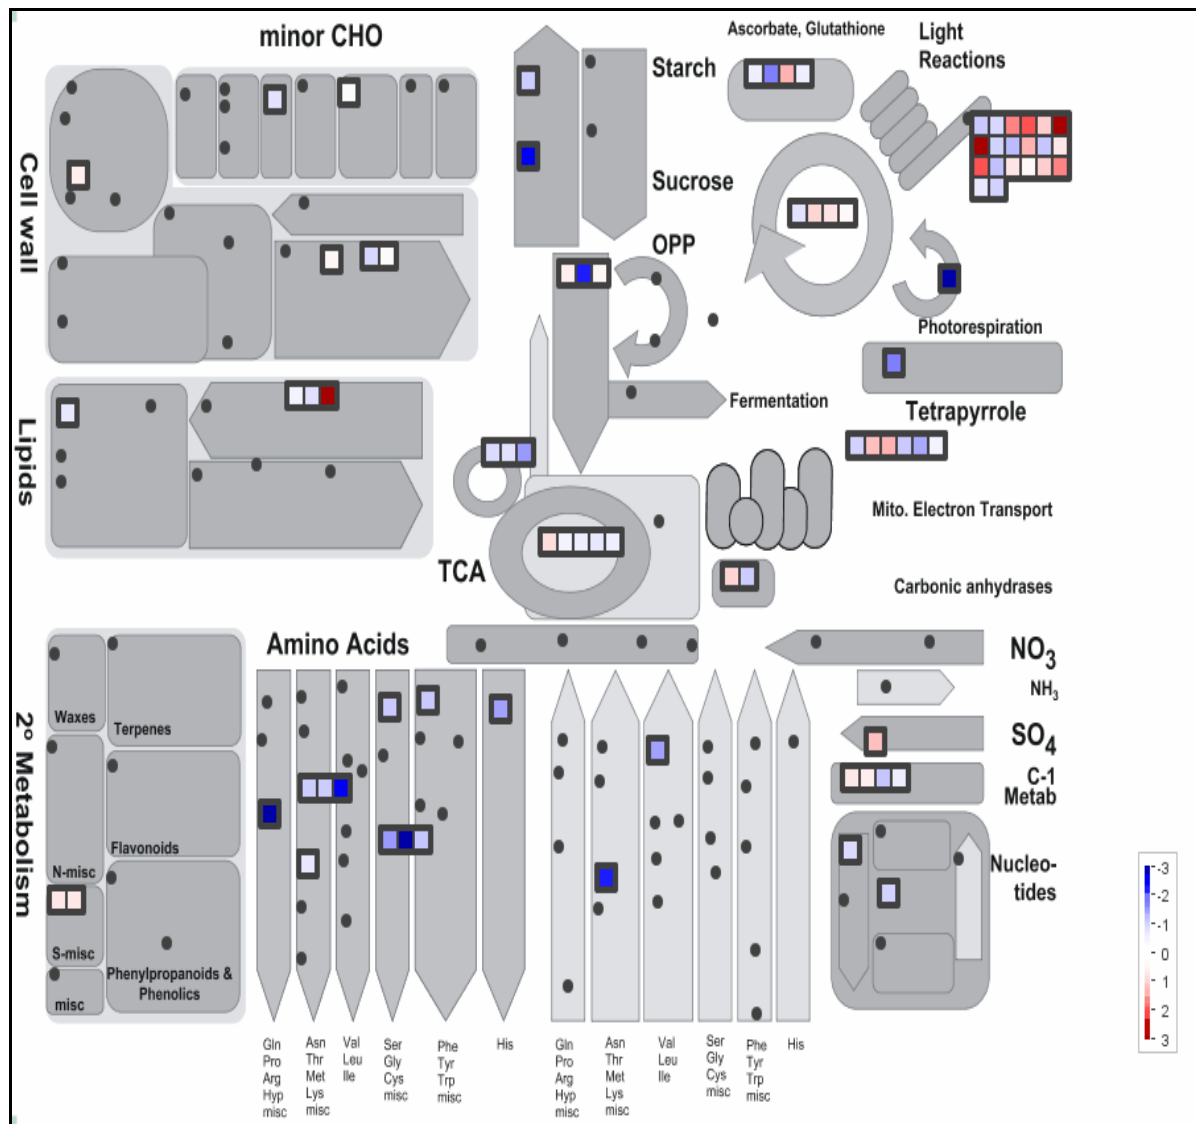 minor CHO
Ascorbate, Glutathione
Light
Reactions
Starch
Sucrose
Cell wall
OPP
Photorespiration
Tetrapyrrole
Fermentation
Lipids
Mito. Electron Transport
TCA
Carbonic anhydrases
Amino Acids
NO3
NH3
SO4
C-1
Metab
2º Metabolism
Waxes
Terpenes
N-misc
Flavonoids
S-misc
misc
Phenylpropanoids &
Phenolics
Nucleo-
tides
-3
-2
-1
0
1
2
3
Gln
Pro
Arg
Hyp
misc
Asn
Thr
Met
Lys
misc
Val
Leu
Ile
Ser
Gly
Cys
misc
Phe
Tyr
Trp
misc
His
Gln
Pro
Arg
Hyp
misc
Asn
Thr
Met
Lys
misc
Val
Leu
Ile
Ser
Gly
Cys
misc
Phe
Tyr
Trp
misc
His